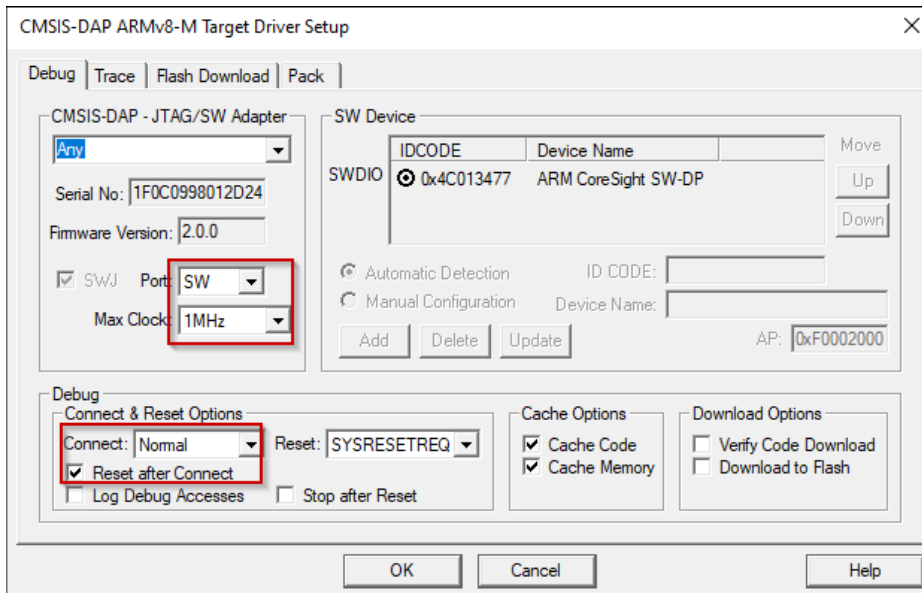 CMSIS-DAP ARMv8-M Target Driver Setup
Debug Trace Flash Download Pack
CMSIS-DAP - JTAG/SW Adapter
Any
Serial No: 1F0C0998012D24
Firmware Version: 2.0.0
SWJ Port: SW
Max Clock: 1MHz
SW Device
IDCODE Device Name Move
SWDIO 0x4C013477 ARM CoreSight SW-DP Up
Down
Automatic Detection ID CODE:
Manual Configuration Device Name:
Add Delete Update AP: 0xF0002000
Debug
Connect & Reset Options
Connect: Normal Reset: SYSRESETREQ
Reset after Connect
Log Debug Accesses Stop after Reset
Cache Options
Cache Code
Cache Memory
Download Options
Verify Code Download
Download to Flash
OK Cancel Help